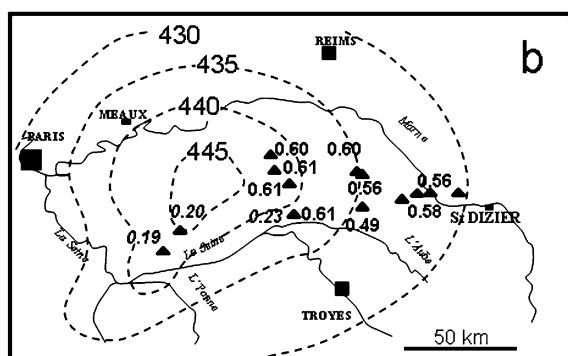 430
REIMS
b
435
440
MEAUX
Marne
PARIS
445
0.60
0.60
0.61
0.61
0.56
0.56
0.58
0.20
0.23
0.61
0.49
St DIZIER
0.19
La Seine
La Seine
L'Aube
L'Yonne
TROYES
50 km